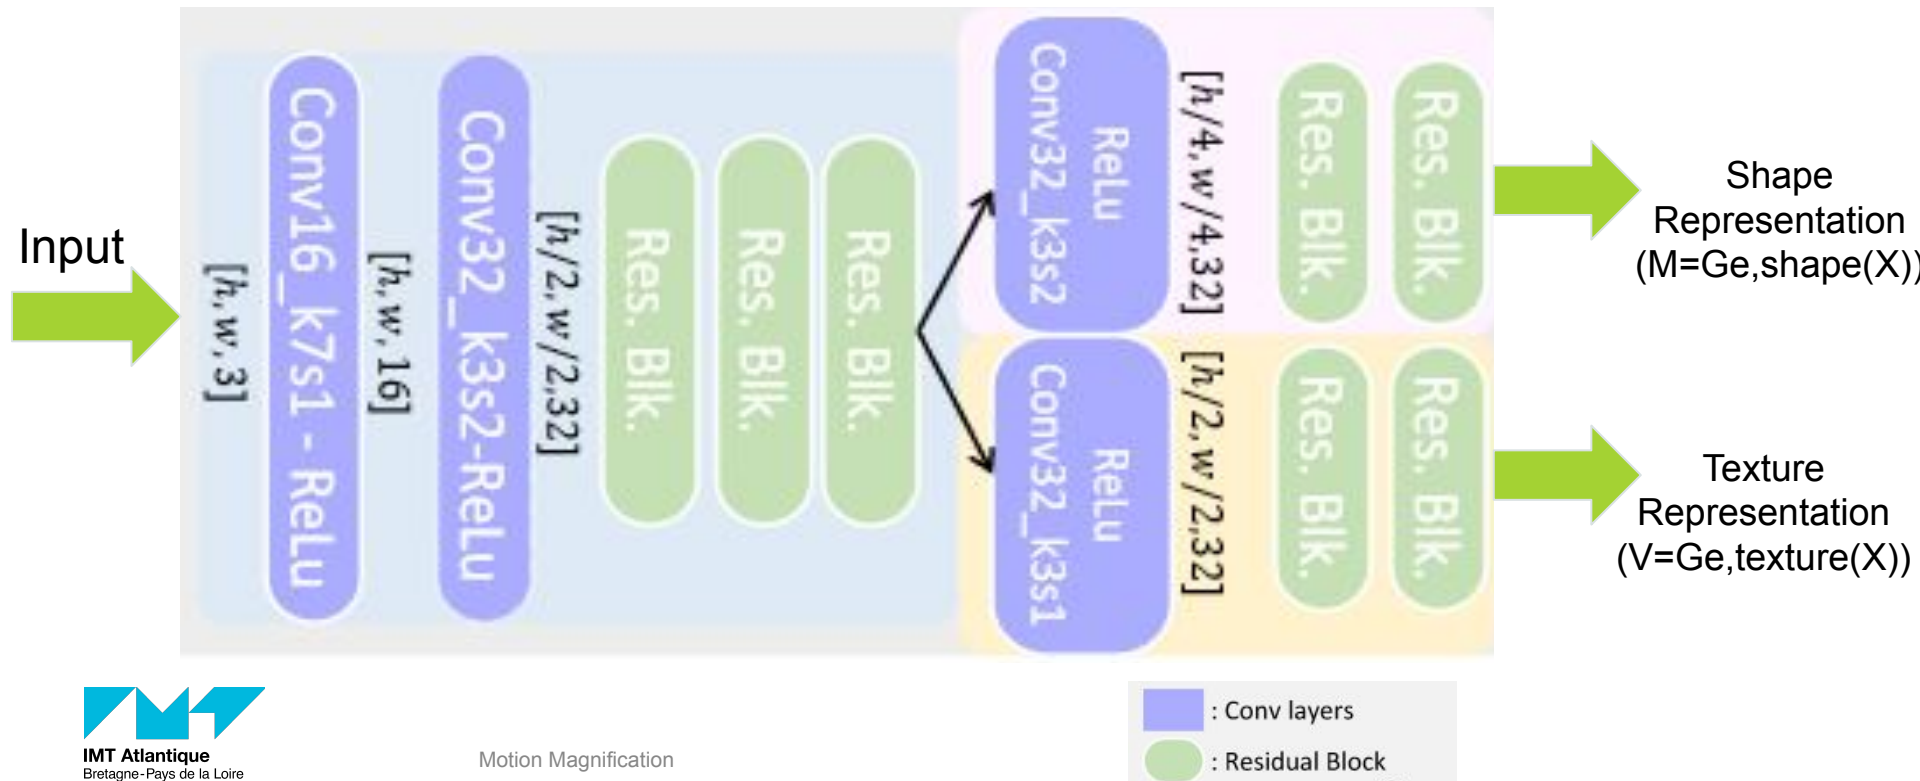 Input
[h,w,3]
Conv16_k7s1 - ReLu
[h,w,16]
Conv32_k3s2-ReLu
[h/2,w/2,32]
Res. Blk.
Res. Blk.
Res. Blk.
ReLu
Conv32_k3s2
[h/4,w/4,32]
Res. Blk.
Res. Blk.
Shape
Representation
(M=Ge,shape(X))
ReLu
Conv32_k3s1
[h/2,w/2,32]
Res. Blk.
Res. Blk.
Texture
Representation
(V=Ge,texture(X))
IMT Atlantique
Bretagne-Pays de la Loire
Motion Magnification
: Conv layers
: Residual Block